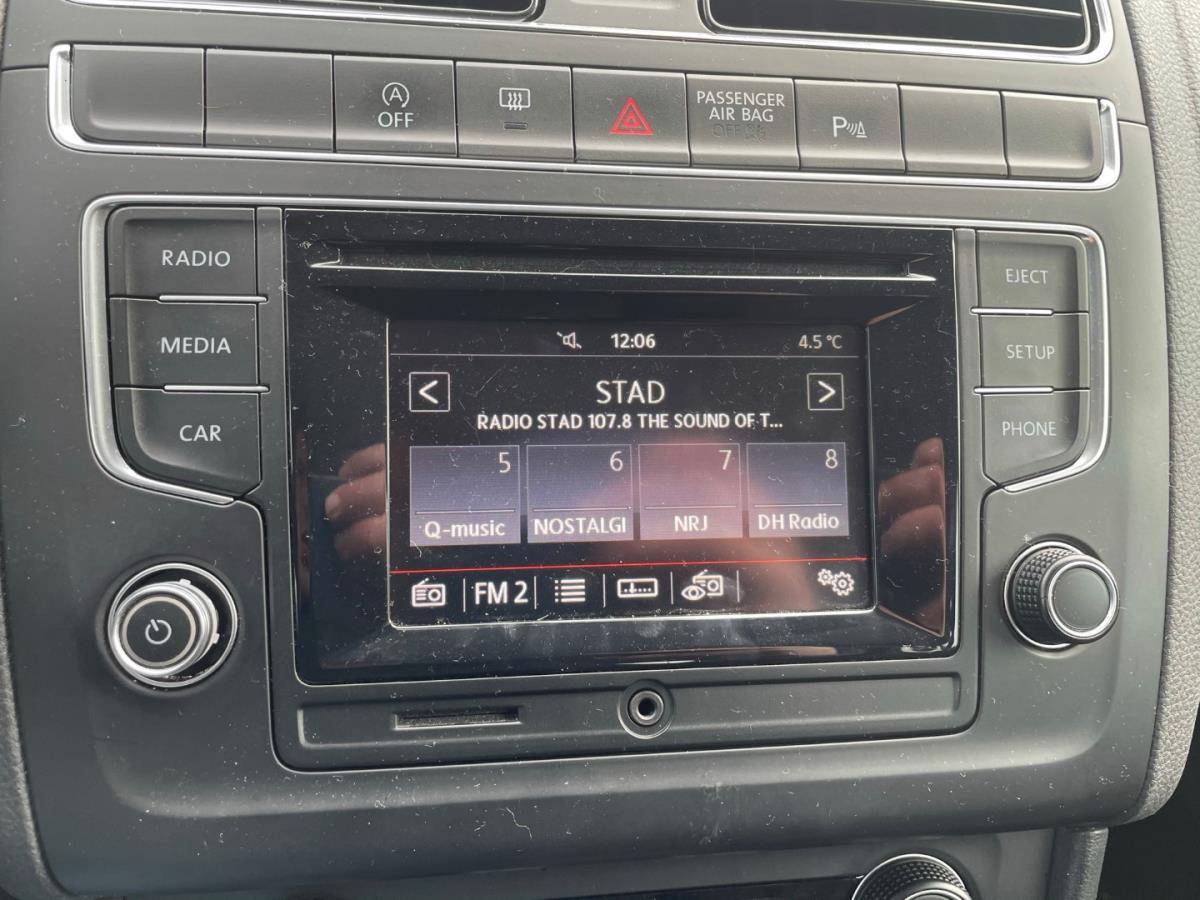 A
OFF
PASSENGER
AIR BAG
OFF
P
RADIO
MEDIA
CAR
EJECT
SETUP
PHONE
12:06
4.5 °C
<
STAD
>
RADIO STAD 107.8 THE SOUND OF T...
5
6
7
8
Q-music
NOSTALGI
NRJ
DH Radio
FM 2